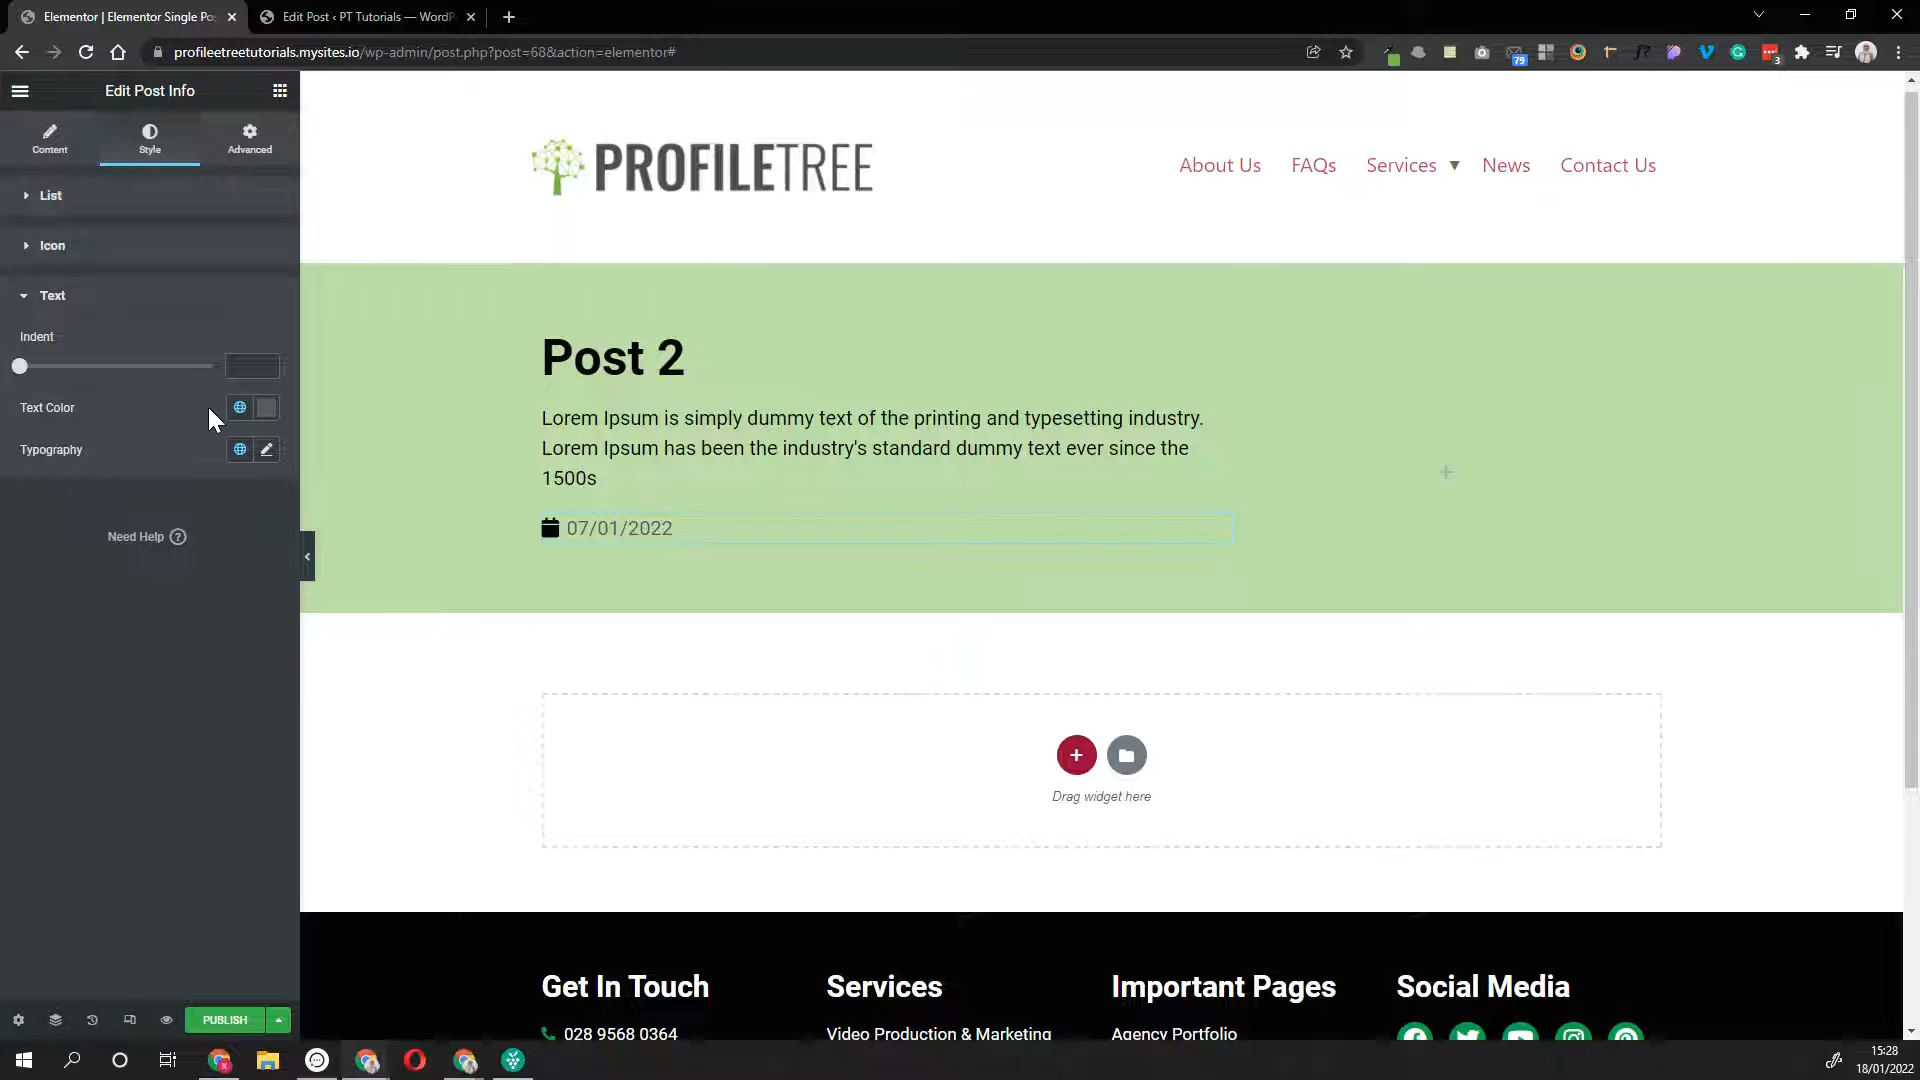 Elementor | Elementor Single Po
Edit Post ‹ PT Tutorials — WordP
profileetreetutorials.mysites.io/wp-admin/post.php?post=68&action=elementor#
79
3
Edit Post Info
Content
Style
Advanced
List
Icon
Text
Indent
Text Color
Typography
Need Help ?
PUBLISH
PROFILETREE
About Us
FAQs
Services
News
Contact Us
Post 2
Lorem Ipsum is simply dummy text of the printing and typesetting industry.
Lorem Ipsum has been the industry's standard dummy text ever since the
1500s
07/01/2022
Drag widget here
Get In Touch
Services
Important Pages
Social Media
028 9568 0364
Video Production & Marketing
Agency Portfolio
15:28
18/01/2022